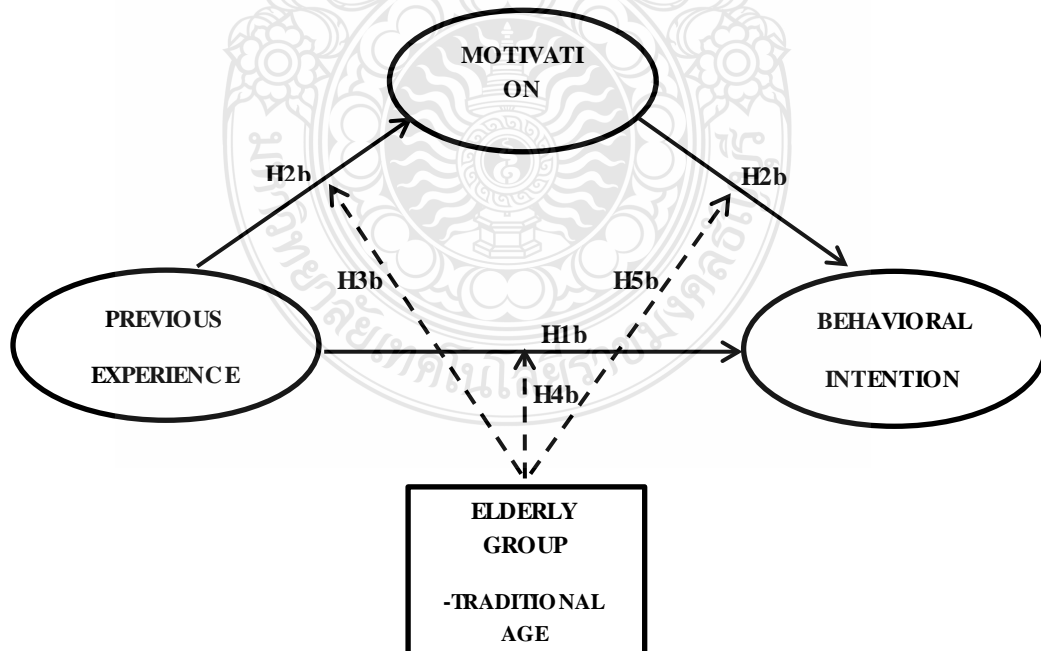 MOTIVATI
ON
H2b
H2b
H3b
H5b
PREVIOUS
EXPERIENCE
H1b
BEHAVIORAL
INTENTION
H4b
ELDERLY
GROUP
-TRADITIONAL
AGE